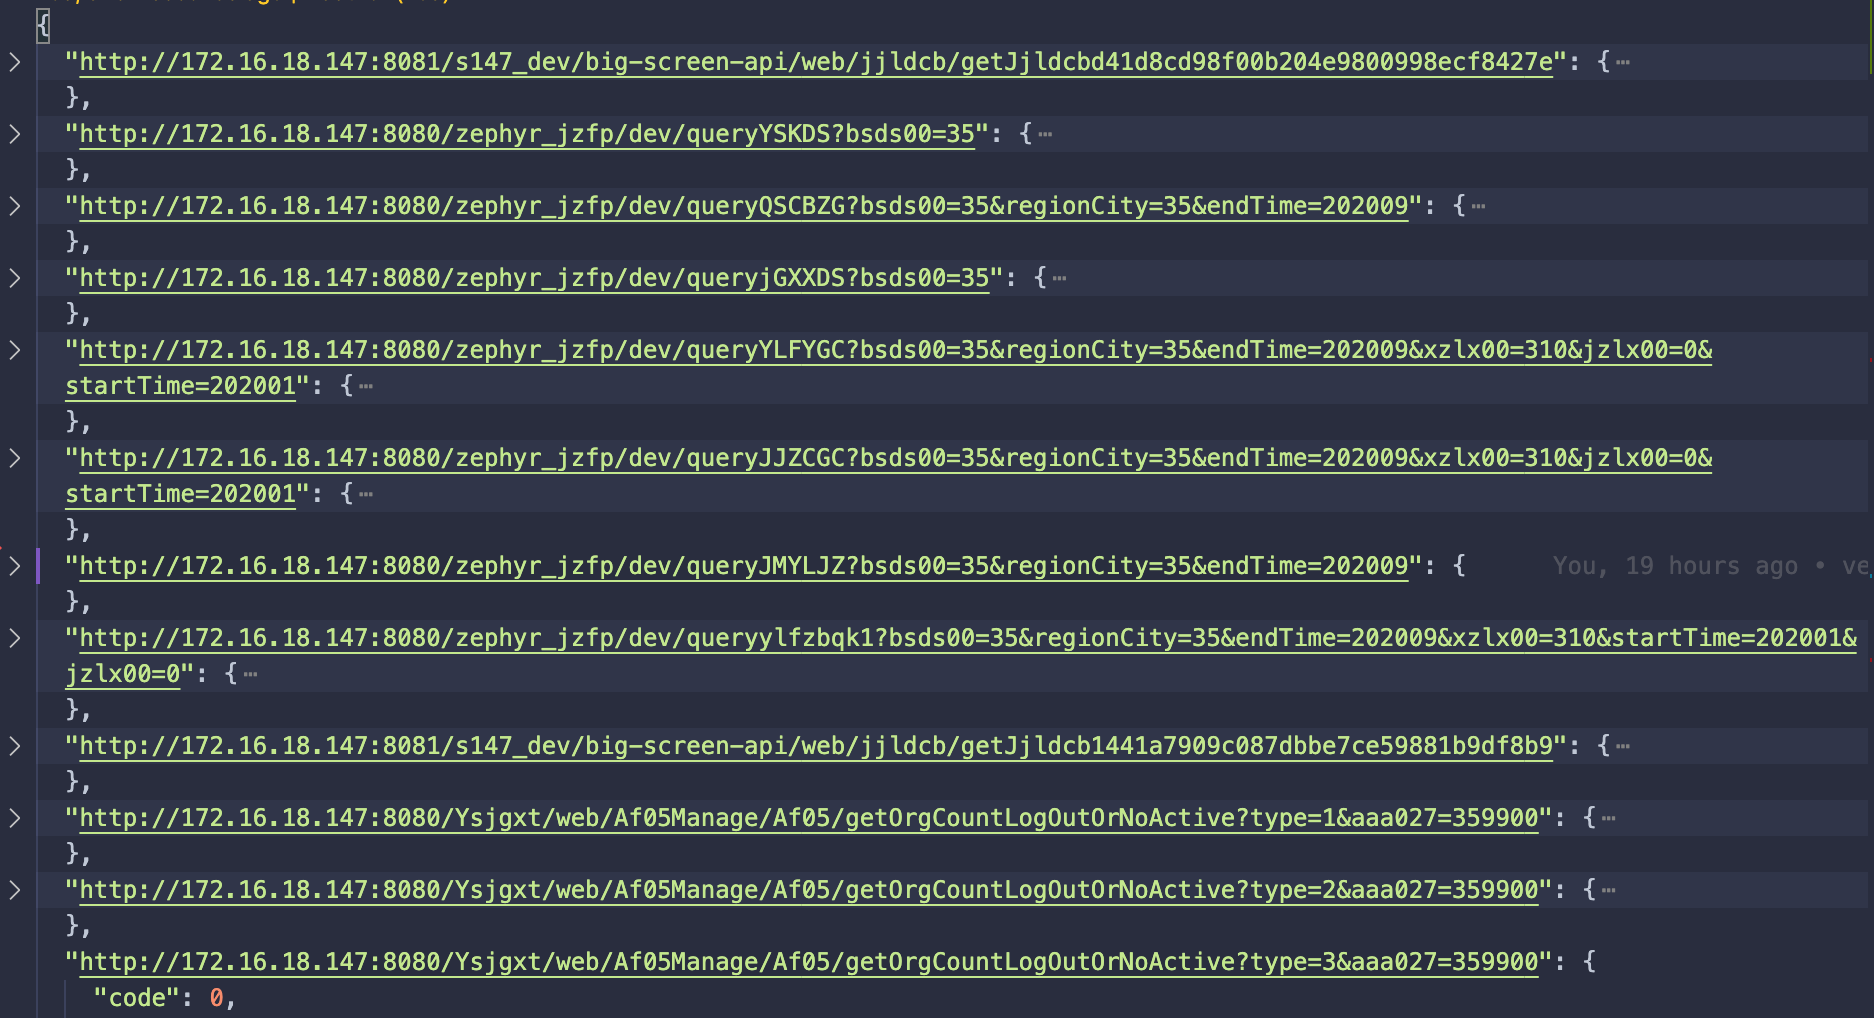 {
"http://172.16.18.147:8081/s147_dev/big-screen-api/web/jjldcb/getJjldcbd41d8cd98f00b204e9800998ecf8427e": {⋯
},
"http://172.16.18.147:8080/zephyr_jzfp/dev/queryYSKDS?bsds00=35": {⋯
},
"http://172.16.18.147:8080/zephyr_jzfp/dev/queryQSCBZG?bsds00=35&regionCity=35&endTime=202009": {⋯
},
"http://172.16.18.147:8080/zephyr_jzfp/dev/queryjGXXDS?bsds00=35": {⋯
},
"http://172.16.18.147:8080/zephyr_jzfp/dev/queryYLFYGC?bsds00=35&regionCity=35&endTime=202009&xzlx00=310&jzlx00=0&
startTime=202001": {⋯
},
"http://172.16.18.147:8080/zephyr_jzfp/dev/queryJJZCGC?bsds00=35&regionCity=35&endTime=202009&xzlx00=310&jzlx00=0&
startTime=202001": {⋯
},
"http://172.16.18.147:8080/zephyr_jzfp/dev/queryJMYLJZ?bsds00=35&regionCity=35&endTime=202009": { You, 19 hours ago • ve
},
"http://172.16.18.147:8080/zephyr_jzfp/dev/queryylfzbqk1?bsds00=35&regionCity=35&endTime=202009&xzlx00=310&startTime=202001&
jzlx00=0": {⋯
},
"http://172.16.18.147:8081/s147_dev/big-screen-api/web/jjldcb/getJjldcb1441a7909c087dbbe7ce59881b9df8b9": {⋯
},
"http://172.16.18.147:8080/Ysjgxt/web/Af05Manage/Af05/getOrgCountLogOutOrNoActive?type=1&aaa027=359900": {⋯
},
"http://172.16.18.147:8080/Ysjgxt/web/Af05Manage/Af05/getOrgCountLogOutOrNoActive?type=2&aaa027=359900": {⋯
},
"http://172.16.18.147:8080/Ysjgxt/web/Af05Manage/Af05/getOrgCountLogOutOrNoActive?type=3&aaa027=359900": {
"code": 0,